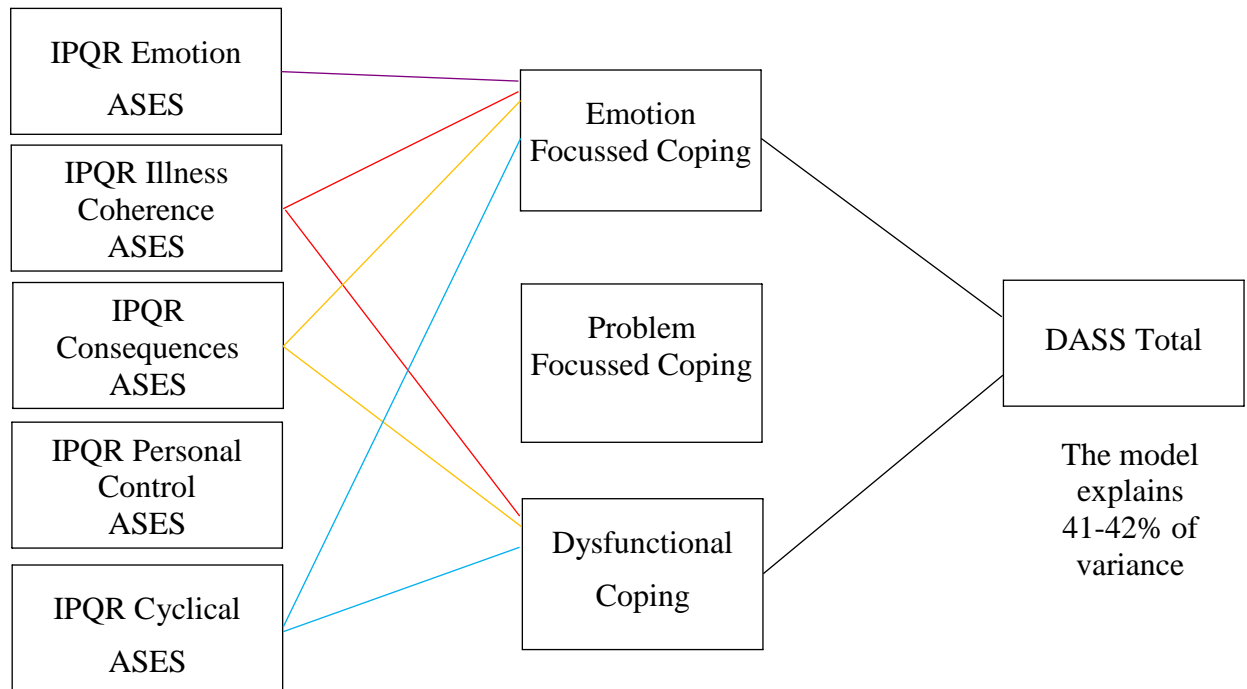 IPQR Emotion
ASES
IPQR Illness
Coherence
ASES
IPQR
Consequences
ASES
IPQR Personal
Control
ASES
IPQR Cyclical
ASES
Emotion
Focussed Coping
Problem
Focussed Coping
Dysfunctional
Coping
DASS Total
The model
explains
41-42% of
variance